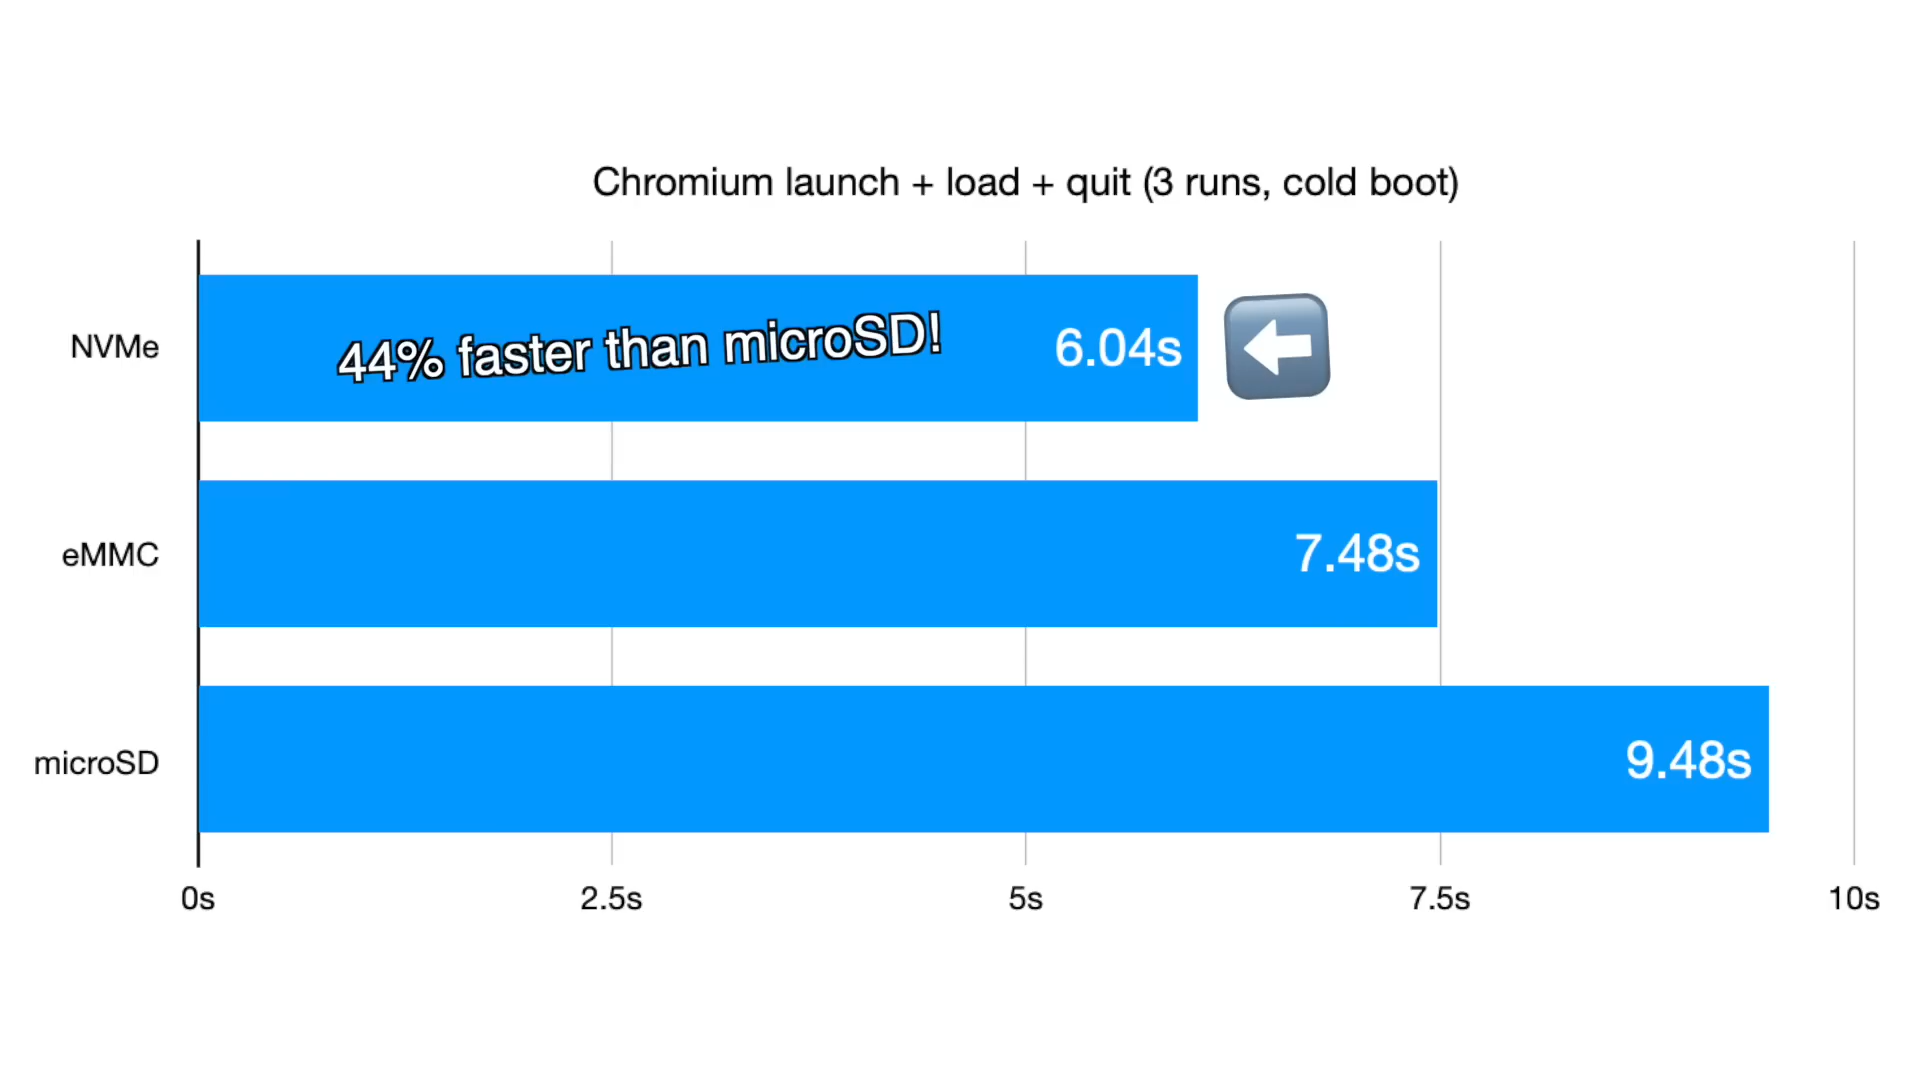 Chromium launch + load + quit (3 runs, cold boot)
NVMe
44% faster than microSD!
6.04s
eMMC
7.48s
microSD
9.48s
0s
2.5s
5s
7.5s
10s